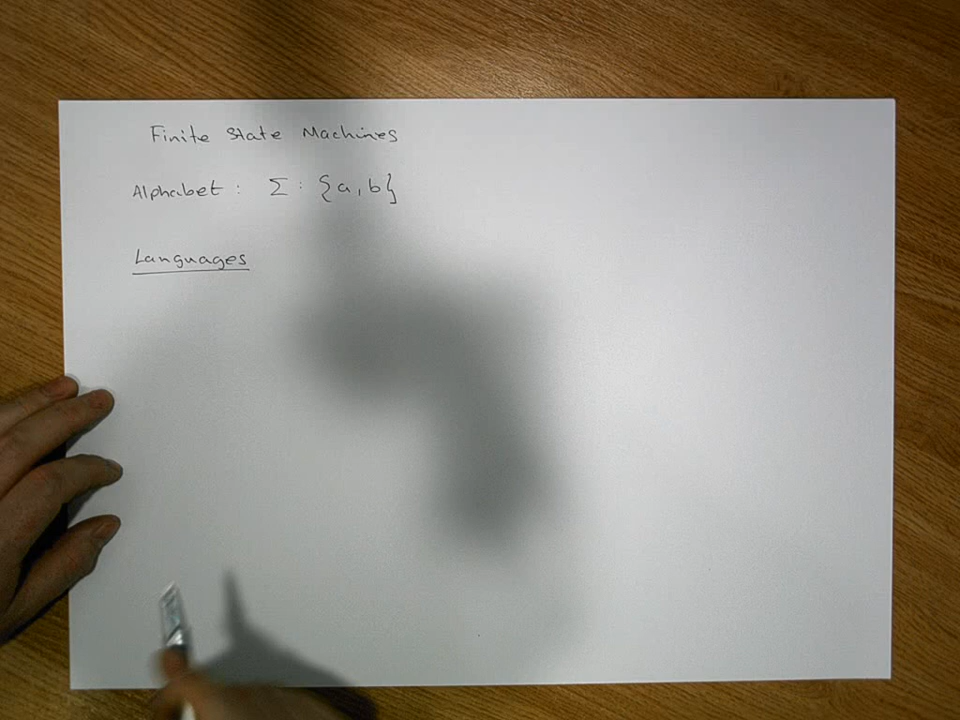 Finite State Machines
Alphabet : Σ : {a, b}
Languages